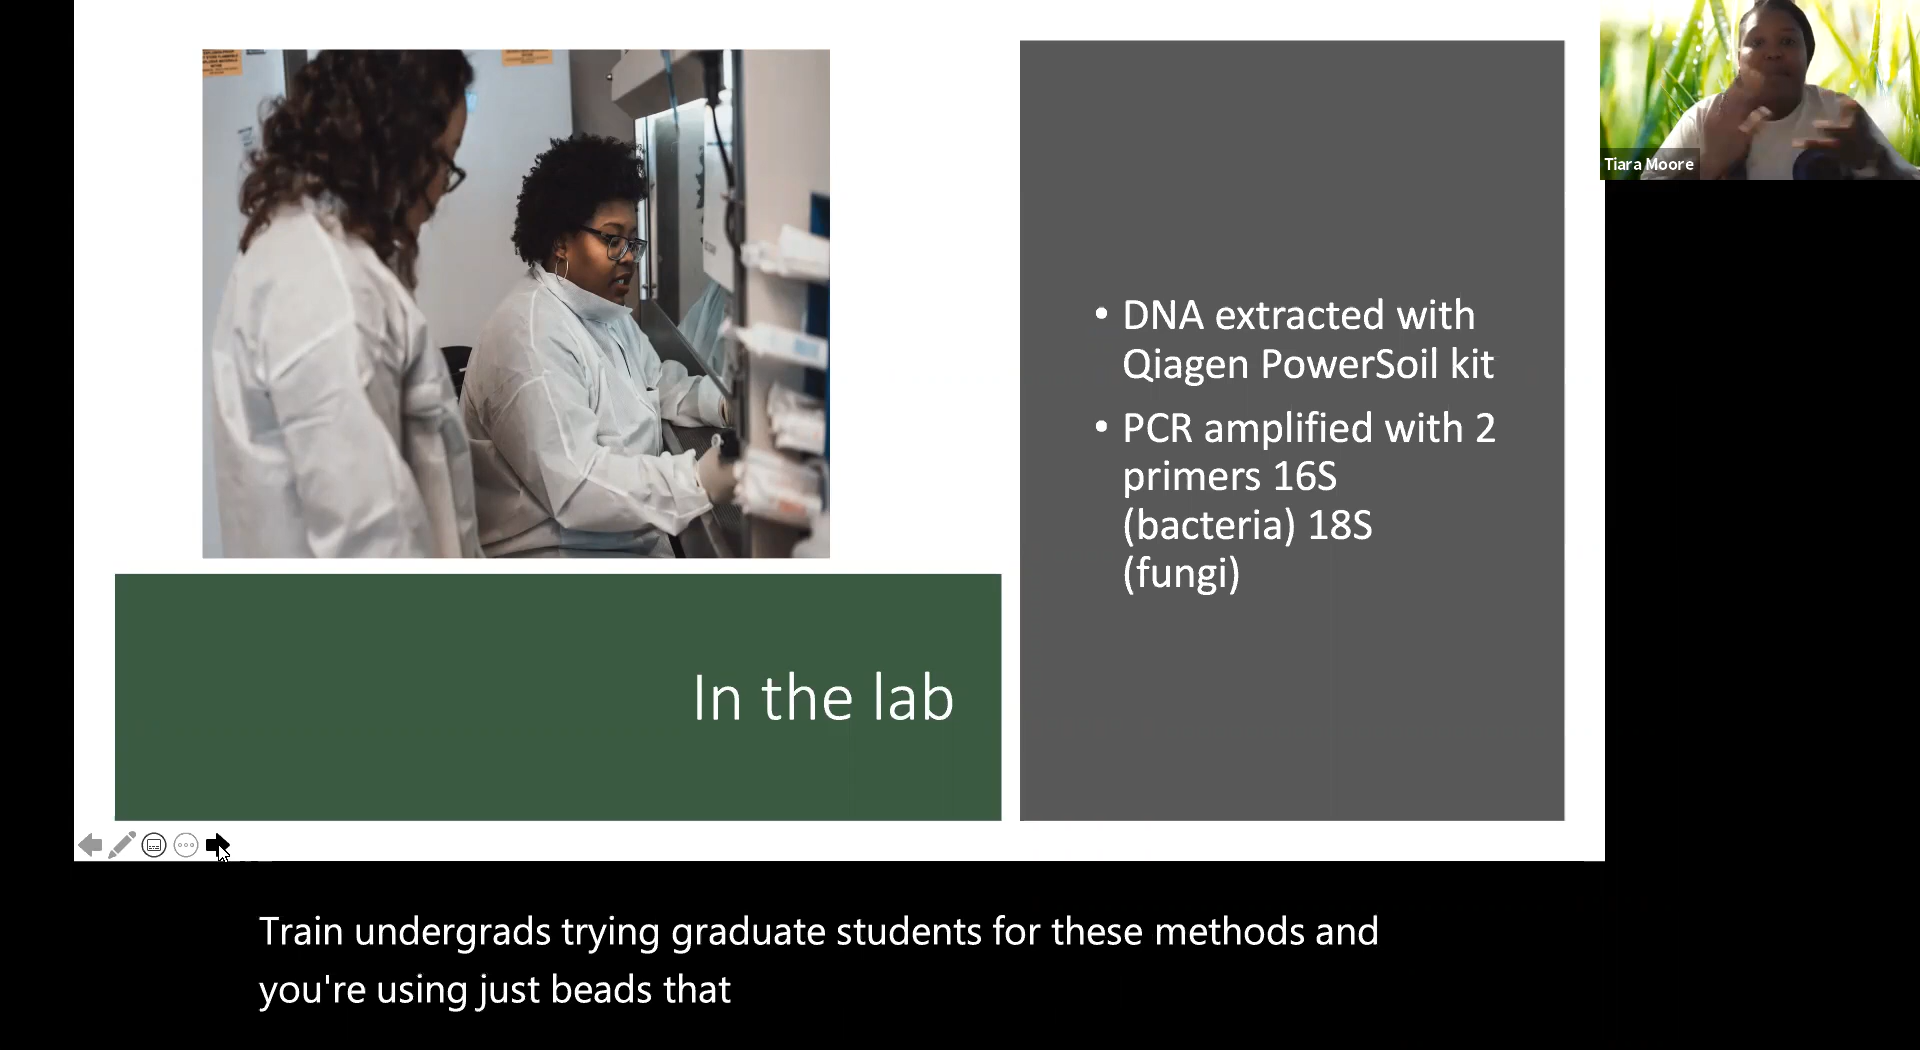 Tiara Moore
• DNA extracted with
Qiagen PowerSoil kit
• PCR amplified with 2
primers 16S
(bacteria) 18S
(fungi)
In the lab
Train undergrads trying graduate students for these methods and
you're using just beads that